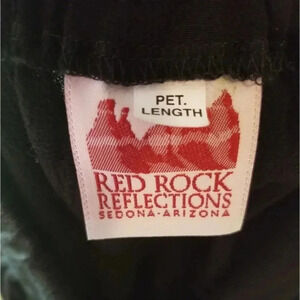 PET.
LENGTH
RED ROCK
REFLECTIONS
SEDONA-ARIZONA